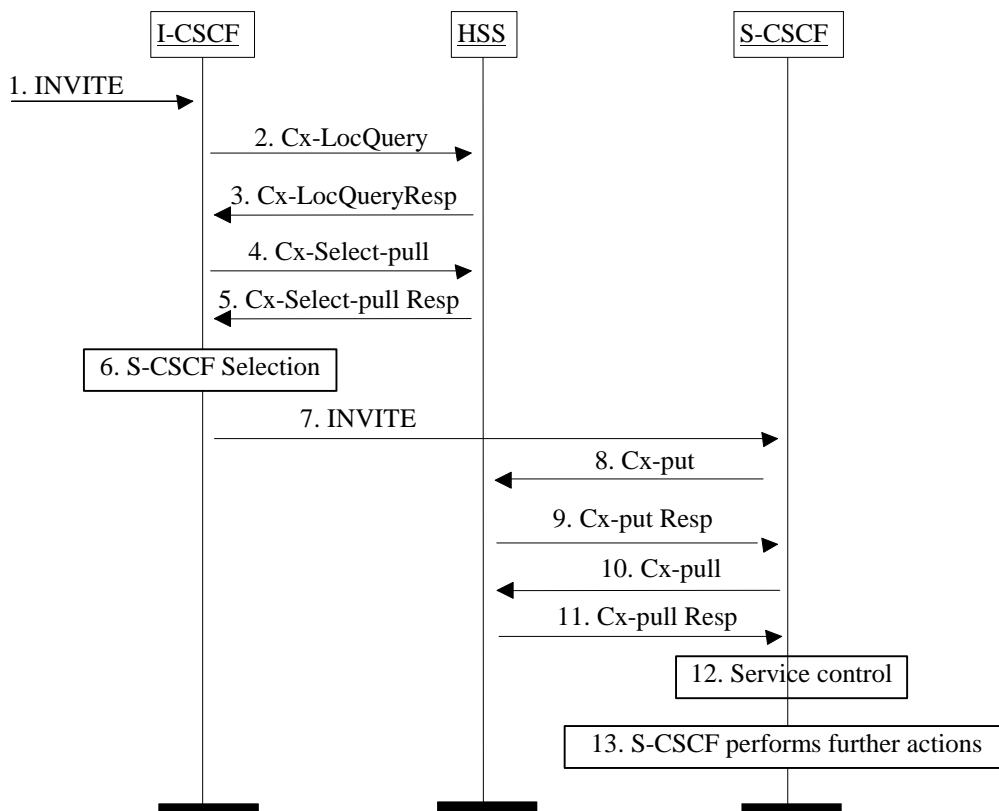 I-CSCF
HSS
S-CSCF
1. INVITE
2. Cx-LocQuery
3. Cx-LocQueryResp
4. Cx-Select-pull
5. Cx-Select-pull Resp
6. S-CSCF Selection
7. INVITE
8. Cx-put
9. Cx-put Resp
10. Cx-pull
11. Cx-pull Resp
12. Service control
13. S-CSCF performs further actions